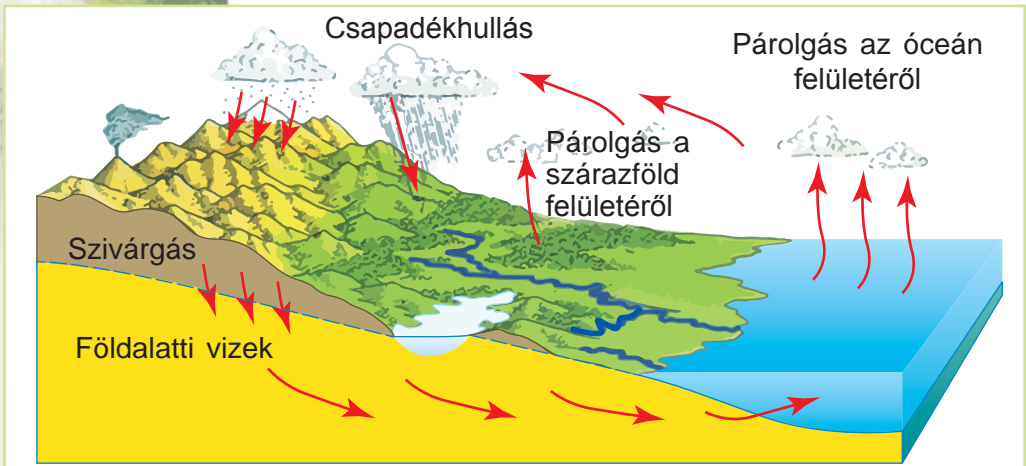 Csapadékhullás
Párolgás az óceán
felületéről
Párolgás a
szárazföld
felületéről
Szivárgás
Földalatti vizek